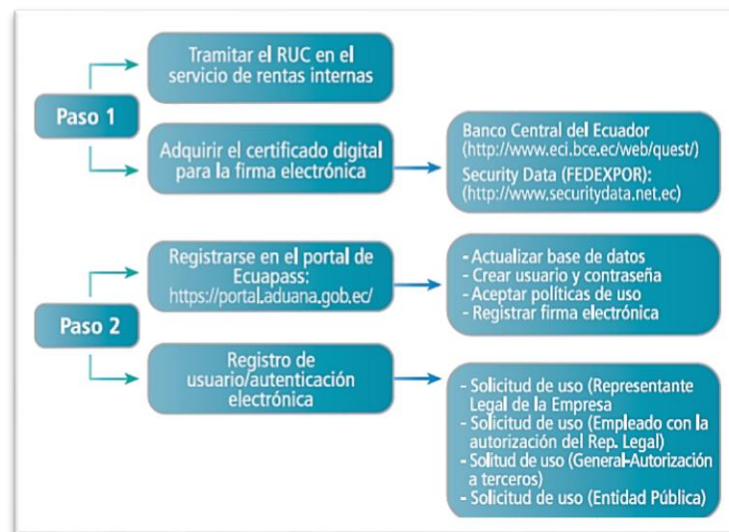 Paso 1
Tramitar el RUC en el
servicio de rentas internas
Adquirir el certificado digital
para la firma electrónica
Banco Central del Ecuador
(http://www.eci.bce.ec/web/quest/)
Security Data (FEDEXPOR):
(http://www.securitydata.net.ec)
Paso 2
Registrarse en el portal de
Ecuapass:
https://portal.aduana.gob.ec/
- Actualizar base de datos
- Crear usuario y contraseña
- Aceptar políticas de uso
- Registrar firma electrónica
Registro de
usuario/autenticación
electrónica
- Solicitud de uso (Representante
Legal de la Empresa
- Solicitud de uso (Empleado con la
autorización del Rep. Legal)
- Solitud de uso (General-Autorización
a terceros)
- Solicitud de uso (Entidad Pública)